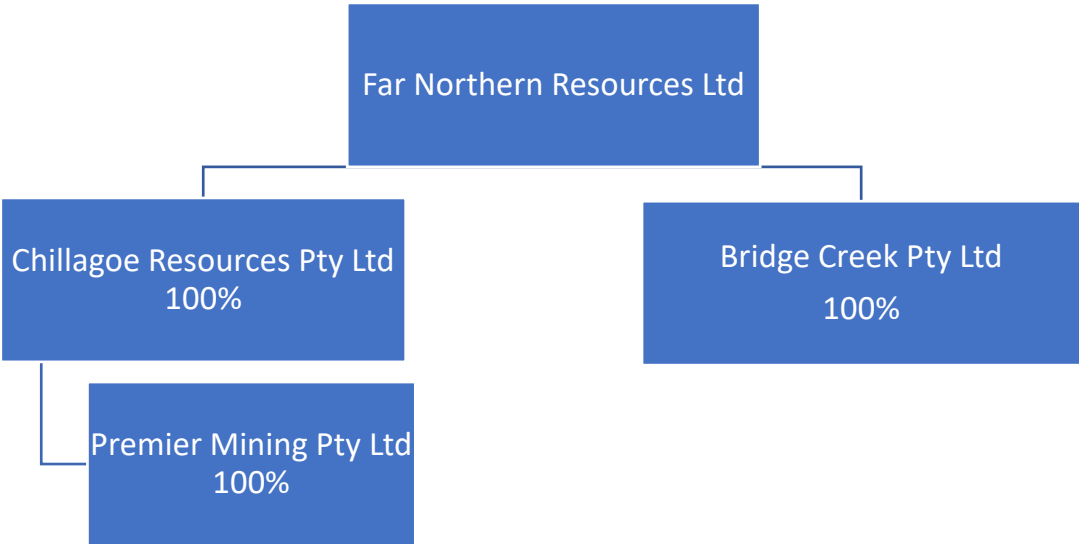 Far Northern Resources Ltd
Chillagoe Resources Pty Ltd
100%
Bridge Creek Pty Ltd
100%
Premier Mining Pty Ltd
100%